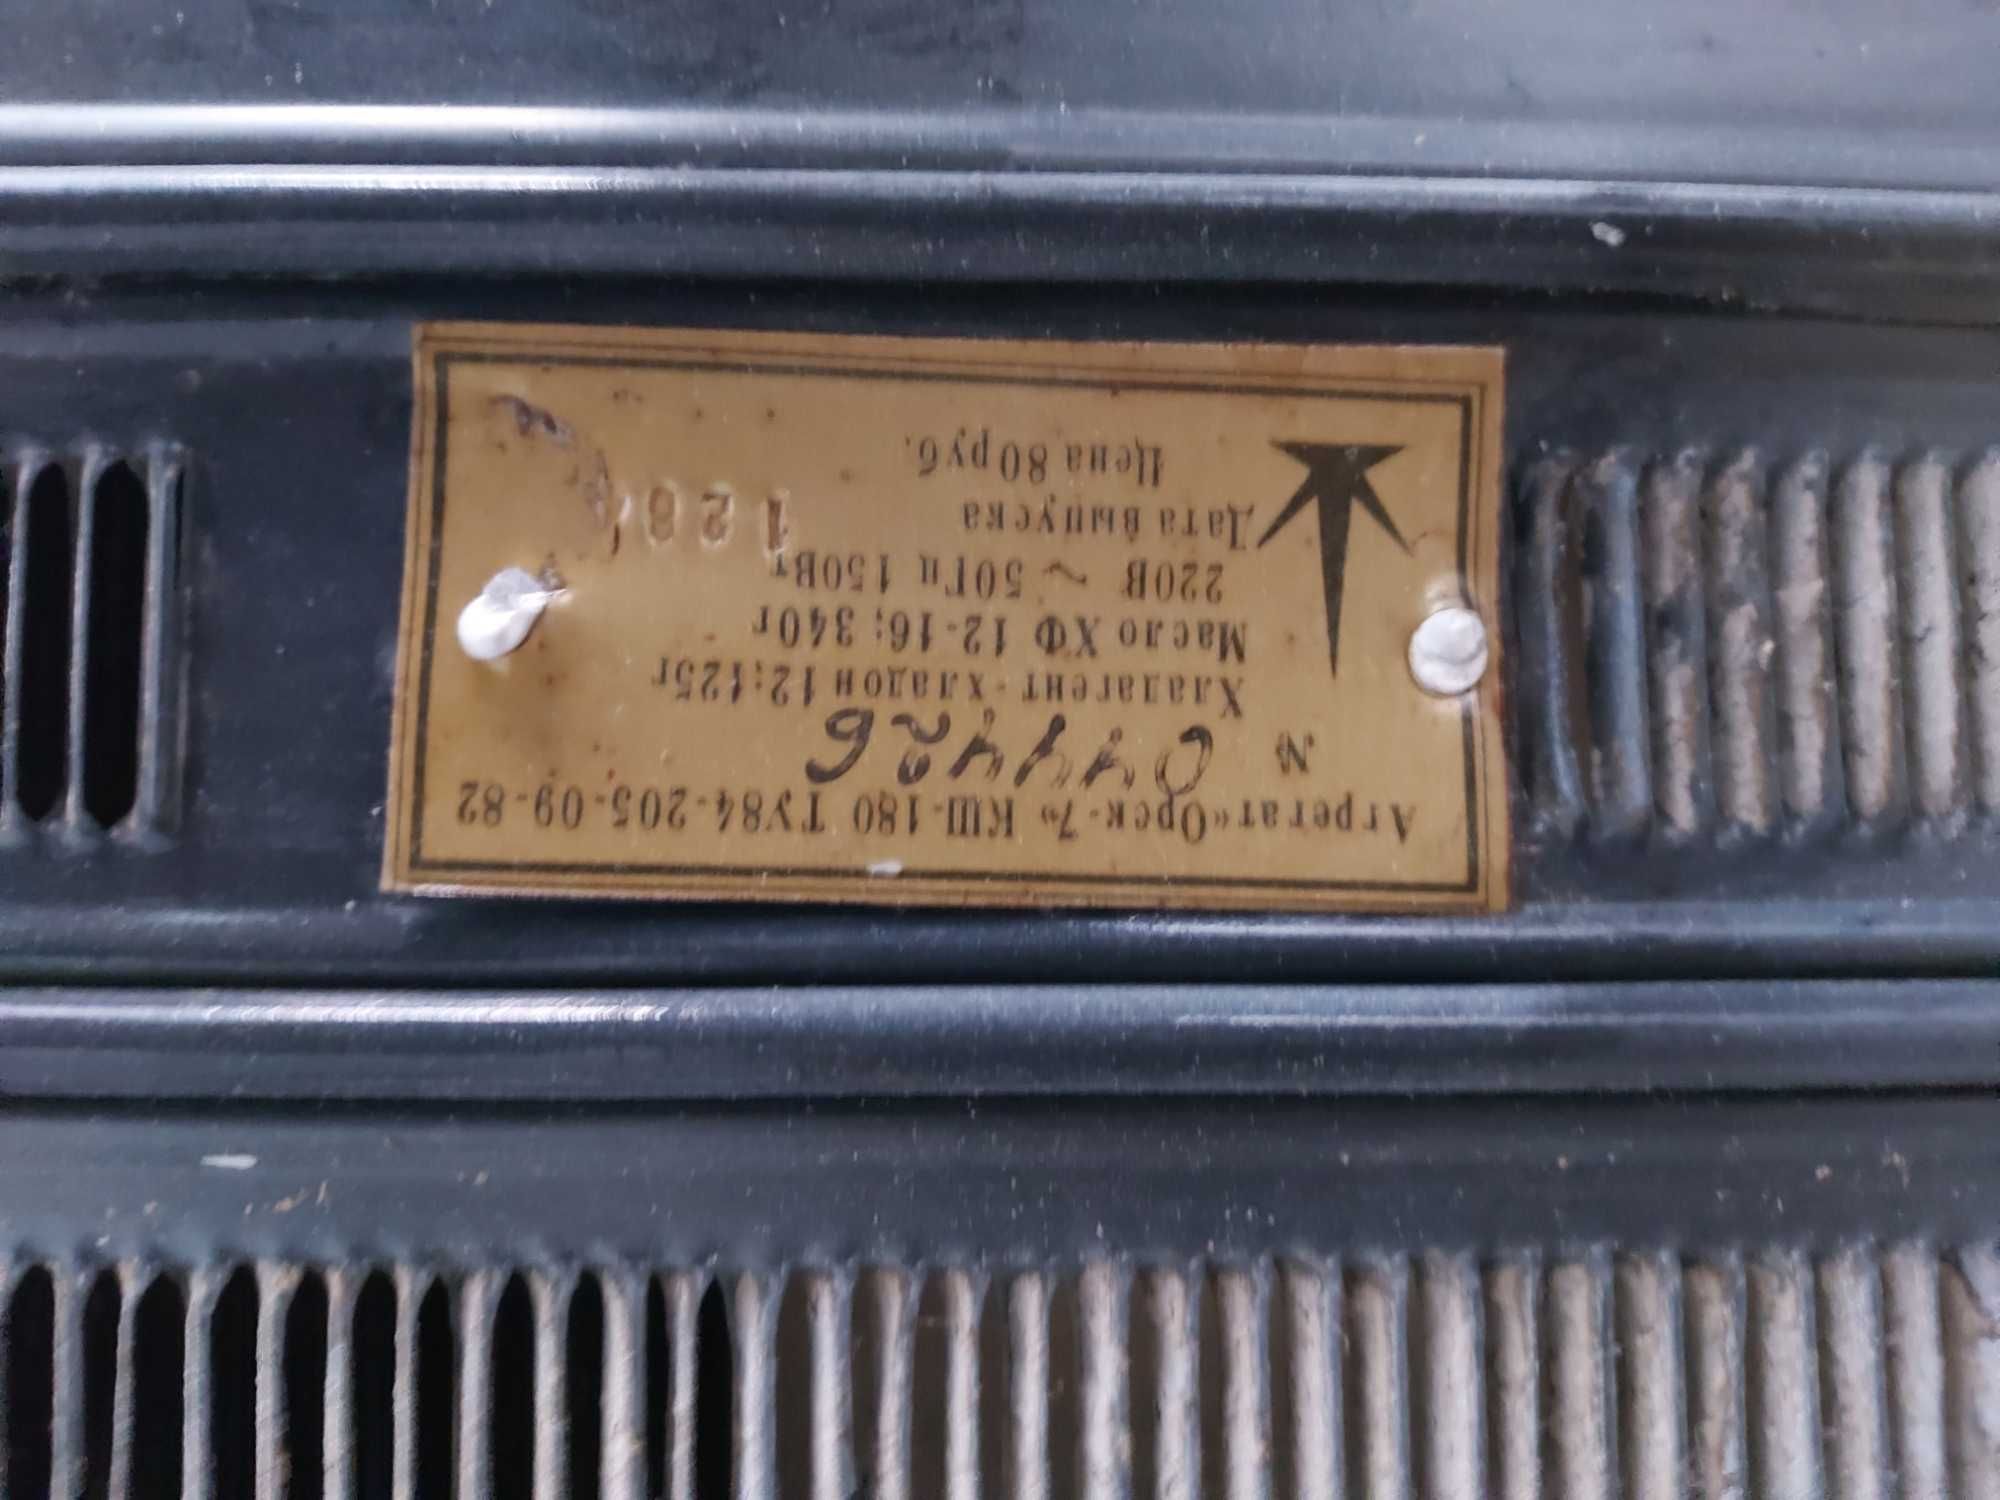 Агрегат«Орск-7» КШ-180 ТУ84-205-09-82
№
Хладагент-хладон 12;125г
Масло ХФ 12-16; 340г
220В ~ 50Гц 150Вт
Дата выпуска
Цена 80руб.